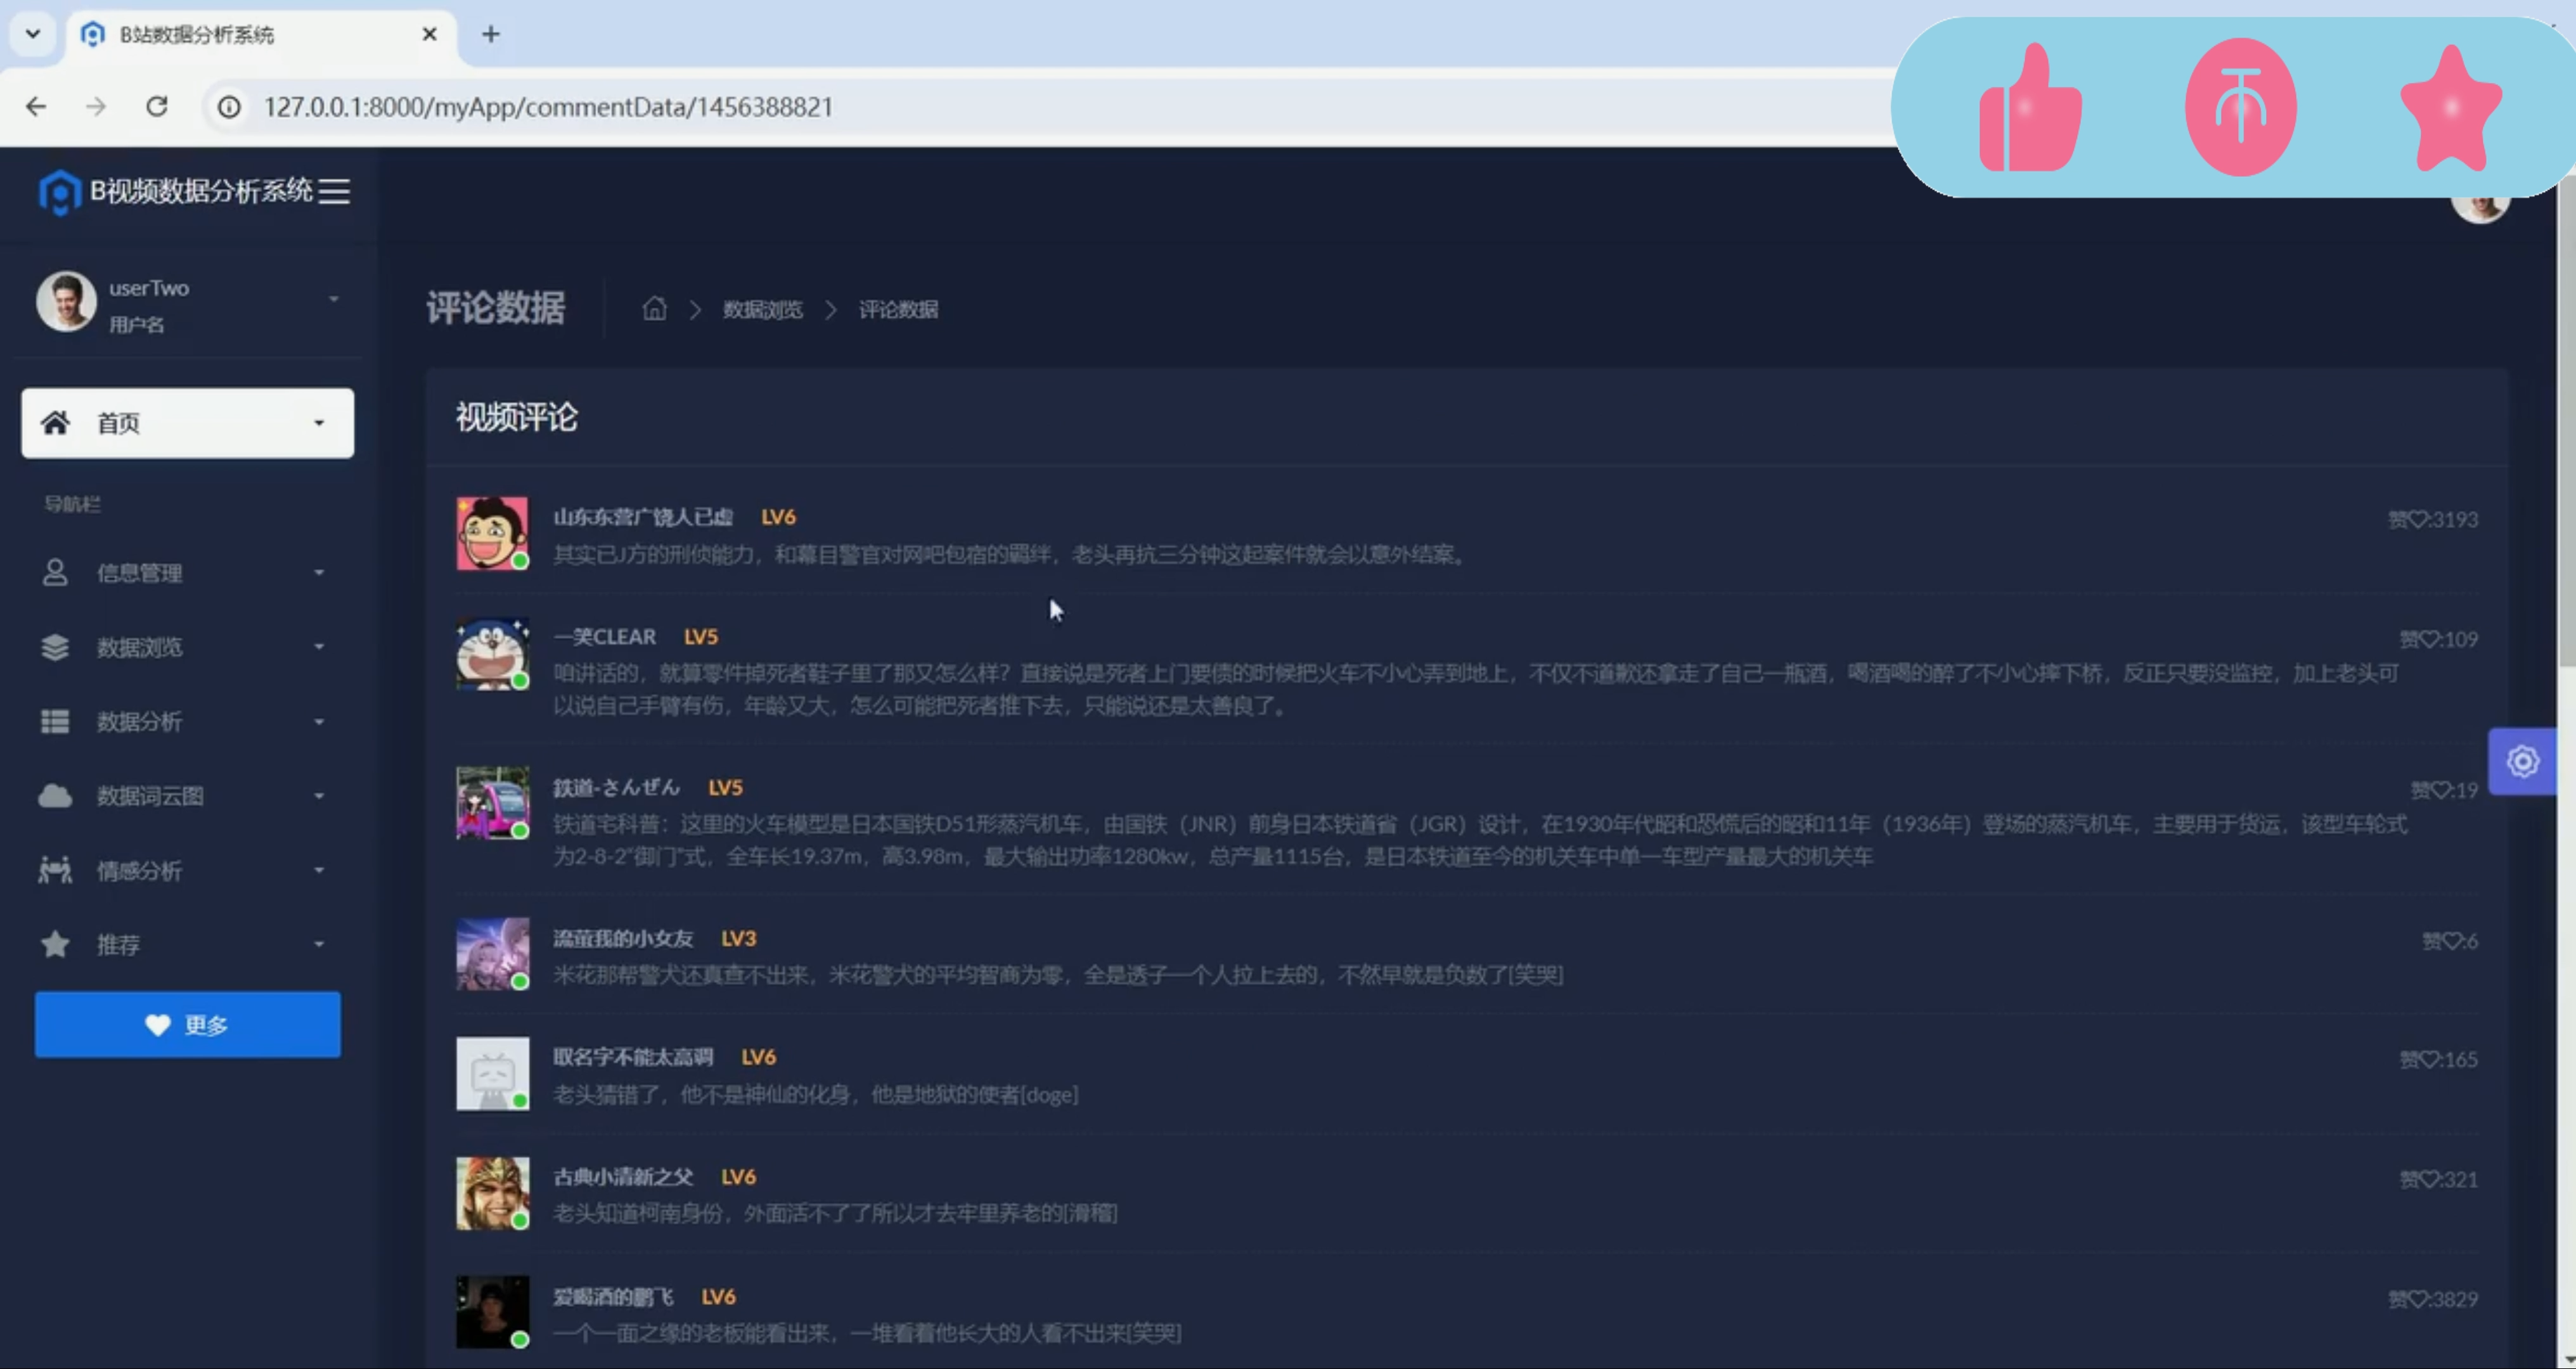 B站数据分析系统
127.0.0.1:8000/myApp/commentData/1456388821
B视频数据分析系统
userTwo
用户名
评论数据
数据浏览
评论数据
首页
导航栏
信息管理
数据浏览
数据分析
数据词云图
情感分析
推荐
更多
视频评论
山东东营广饶人已虚 LV6
赞♡:3193
其实已J方的刑侦能力，和幕目警官对网吧包宿的羁绊，老头再抗三分钟这起案件就会以意外结案。
一笑CLEAR LV5
赞♡:109
咱讲话的，就算零件掉死者鞋子里了那又怎么样？直接说是死者上门要债的时候把火车不小心弄到地上，不仅不道歉还拿走了自己一瓶酒，喝酒喝的醉了不小心摔下桥，反正只要没监控，加上老头可
以说自己手臂有伤，年龄又大，怎么可能把死者推下去，只能说还是太善良了。
鉄道-さんぜん LV5
赞♡:19
铁道宅科普：这里的火车模型是日本国铁D51形蒸汽机车，由国铁（JNR）前身日本铁道省（JGR）设计，在1930年代昭和恐慌后的昭和11年（1936年）登场的蒸汽机车，主要用于货运，该型车轮式
为2-8-2“御门”式，全车长19.37m，高3.98m，最大输出功率1280kw，总产量1115台，是日本铁道至今的机关车中单一车型产量最大的机关车
流萤我的小女友 LV3
赞♡:6
米花那帮警犬还真查不出来，米花警犬的平均智商为零，全是透子一个人拉上去的，不然早就是负数了[笑哭]
取名字不能太高调 LV6
赞♡:165
老头猜错了，他不是神仙的化身，他是地狱的使者[doge]
古典小清新之父 LV6
赞♡:321
老头知道柯南身份，外面活不了了所以才去牢里养老的[滑稽]
爱喝酒的鹏飞 LV6
赞♡:3829
一个一面之缘的老板能看出来，一堆看着他长大的人看不出来[笑哭]